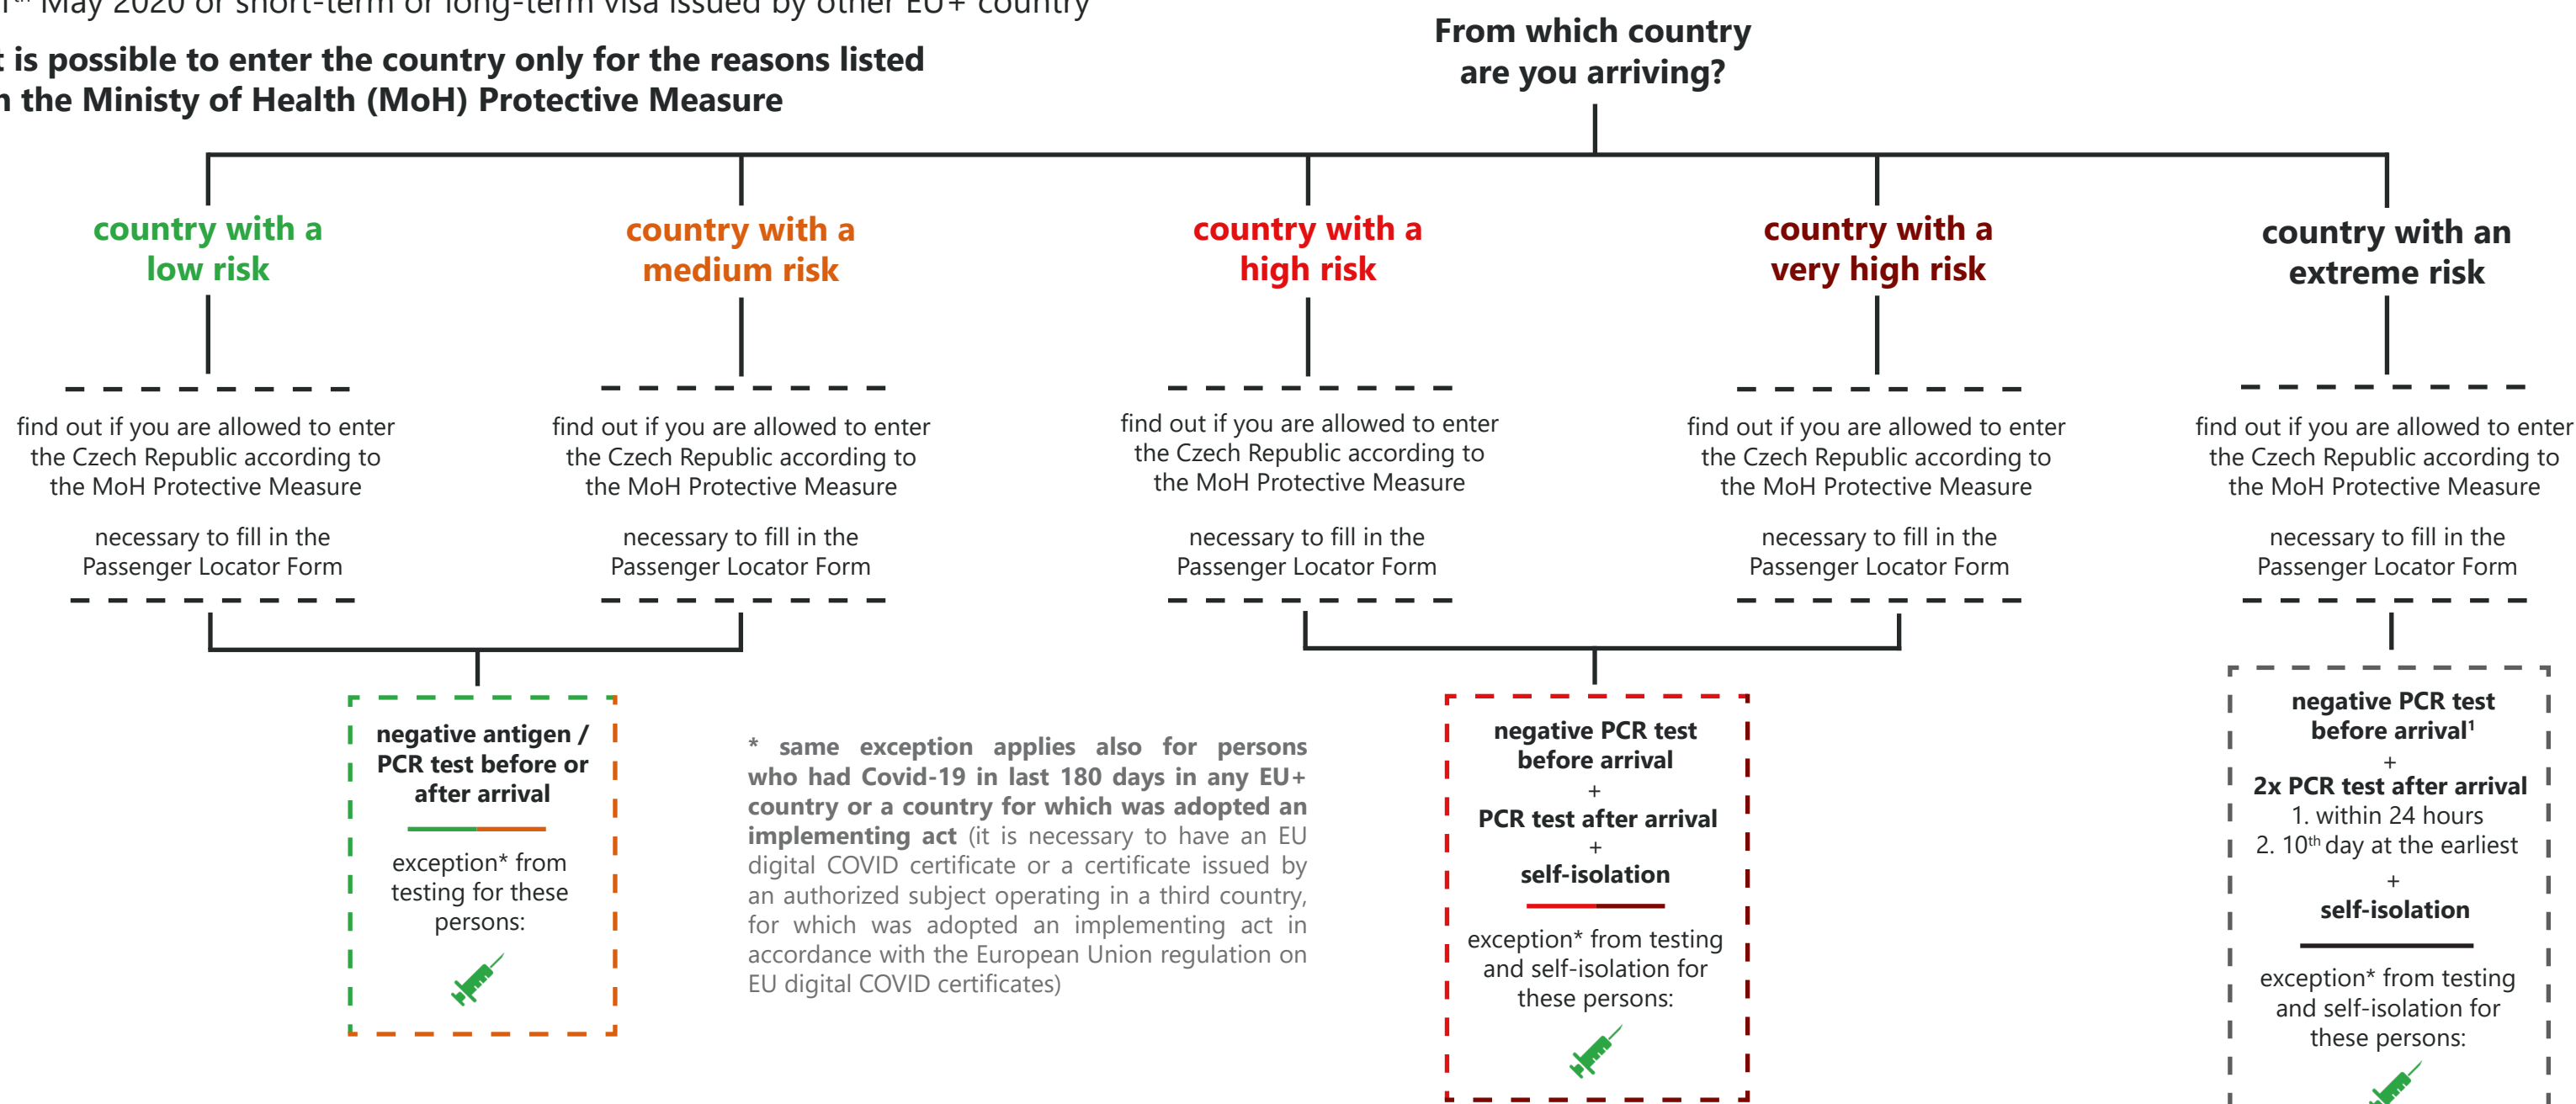 May 2020 or short-term or long-term visa issued by other EU+ country
is possible to enter the country only for the reasons listed
the Ministy of Health (MoH) Protective Measure
From which country
are you arriving?
country with a
low risk
find out if you are allowed to enter
the Czech Republic according to
the MoH Protective Measure
necessary to fill in the
Passenger Locator Form
country with a
medium risk
find out if you are allowed to enter
the Czech Republic according to
the MoH Protective Measure
necessary to fill in the
Passenger Locator Form
country with a
high risk
find out if you are allowed to enter
the Czech Republic according to
the MoH Protective Measure
necessary to fill in the
Passenger Locator Form
country with a
very high risk
find out if you are allowed to enter
the Czech Republic according to
the MoH Protective Measure
necessary to fill in the
Passenger Locator Form
country with an
extreme risk
find out if you are allowed to enter
the Czech Republic according to
the MoH Protective Measure
necessary to fill in the
Passenger Locator Form
negative antigen /
PCR test before or
after arrival
exception* from
testing for these
persons:
* same exception applies also for persons
who had Covid-19 in last 180 days in any EU+
country or a country for which was adopted an
implementing act (it is necessary to have an EU
digital COVID certificate or a certificate issued by
an authorized subject operating in a third country,
for which was adopted an implementing act in
accordance with the European Union regulation on
EU digital COVID certificates)
negative PCR test
before arrival
+
PCR test after arrival
+
self-isolation
exception* from testing
and self-isolation for
these persons:
negative PCR test
before arrival¹
+
2x PCR test after arrival
1. within 24 hours
2. 10th day at the earliest
+
self-isolation
exception* from testing
and self-isolation for
these persons: